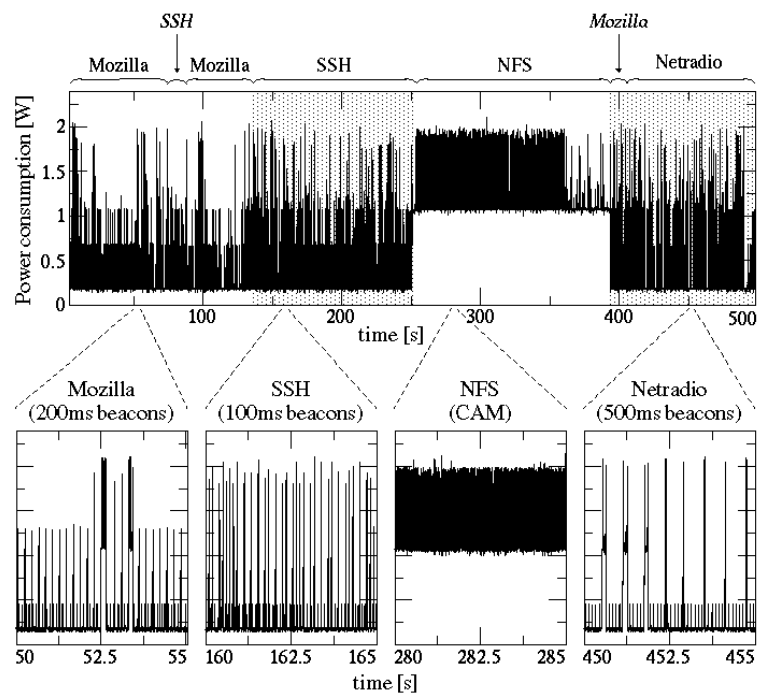 SSH
Mozilla
Mozilla Mozilla SSH NFS Netradio
Power consumption [W]
2
1.5
1
0.5
0
100 200 300 400 500
time [s]
Mozilla
(200ms beacons)
SSH
(100ms beacons)
NFS
(CAM)
Netradio
(500ms beacons)
50 52.5 55
160 162.5 165
280 282.5 285
450 452.5 455
time [s]